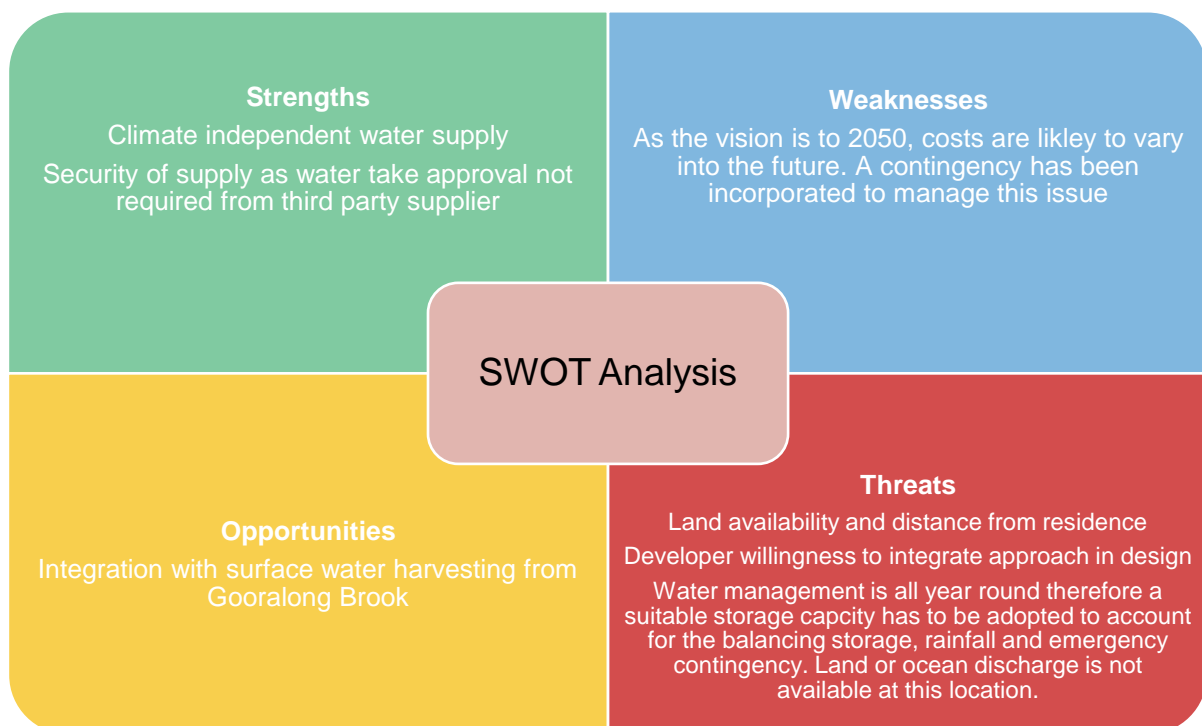 Strengths
Climate independent water supply
Security of supply as water take approval not
required from third party supplier
Weaknesses
As the vision is to 2050, costs are likley to vary
into the future. A contingency has been
incorporated to manage this issue
SWOT Analysis
Opportunities
Integration with surface water harvesting from
Gooralong Brook
Threats
Land availability and distance from residence
Developer willingness to integrate approach in design
Water management is all year round therefore a
suitable storage capcity has to be adopted to account
for the balancing storage, rainfall and emergency
contingency. Land or ocean discharge is not
available at this location.